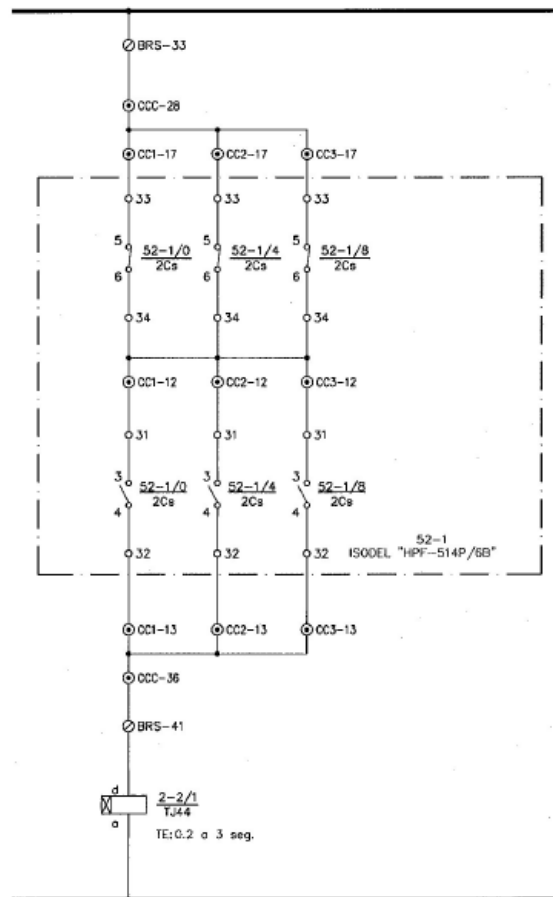 BRS-33
CCC-28
CC1-17 CC2-17 CC3-17
33 33 33
5 52-1/0 5 52-1/4 5 52-1/8
6 2Cs 6 2Cs 6 2Cs
34 34 34
CC1-12 CC2-12 CC3-12
31 31 31
3 52-1/0 3 52-1/4 3 52-1/8
4 2Cs 4 2Cs 4 2Cs
52-1
32 32 32 ISODEL "HPF-514P/6B"
CC1-13 CC2-13 CC3-13
CCC-36
BRS-41
d 2-2/1
TJ44
a
TE:0.2 a 3 seg.